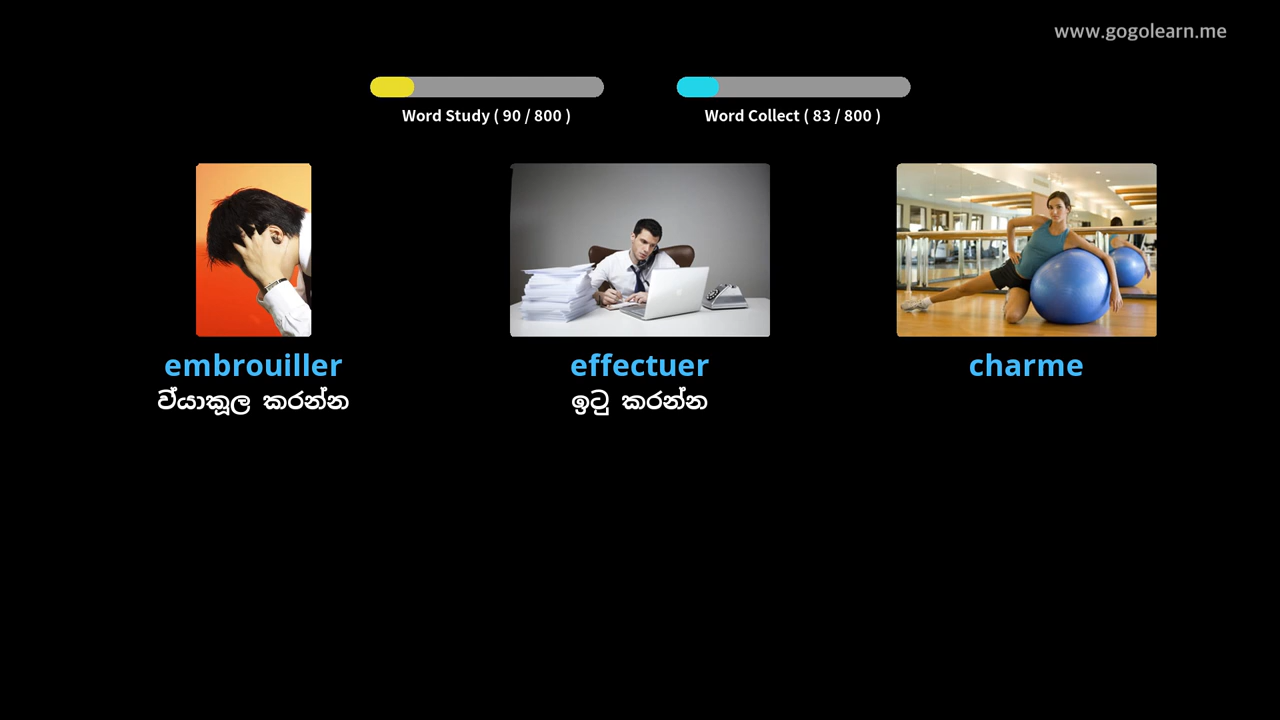 www.gogolearn.me
Word Study ( 90 / 800 )
Word Collect ( 83 / 800 )
embrouiller
ව්යාකූල කරන්න
effectuer
ඉටු කරන්න
charme